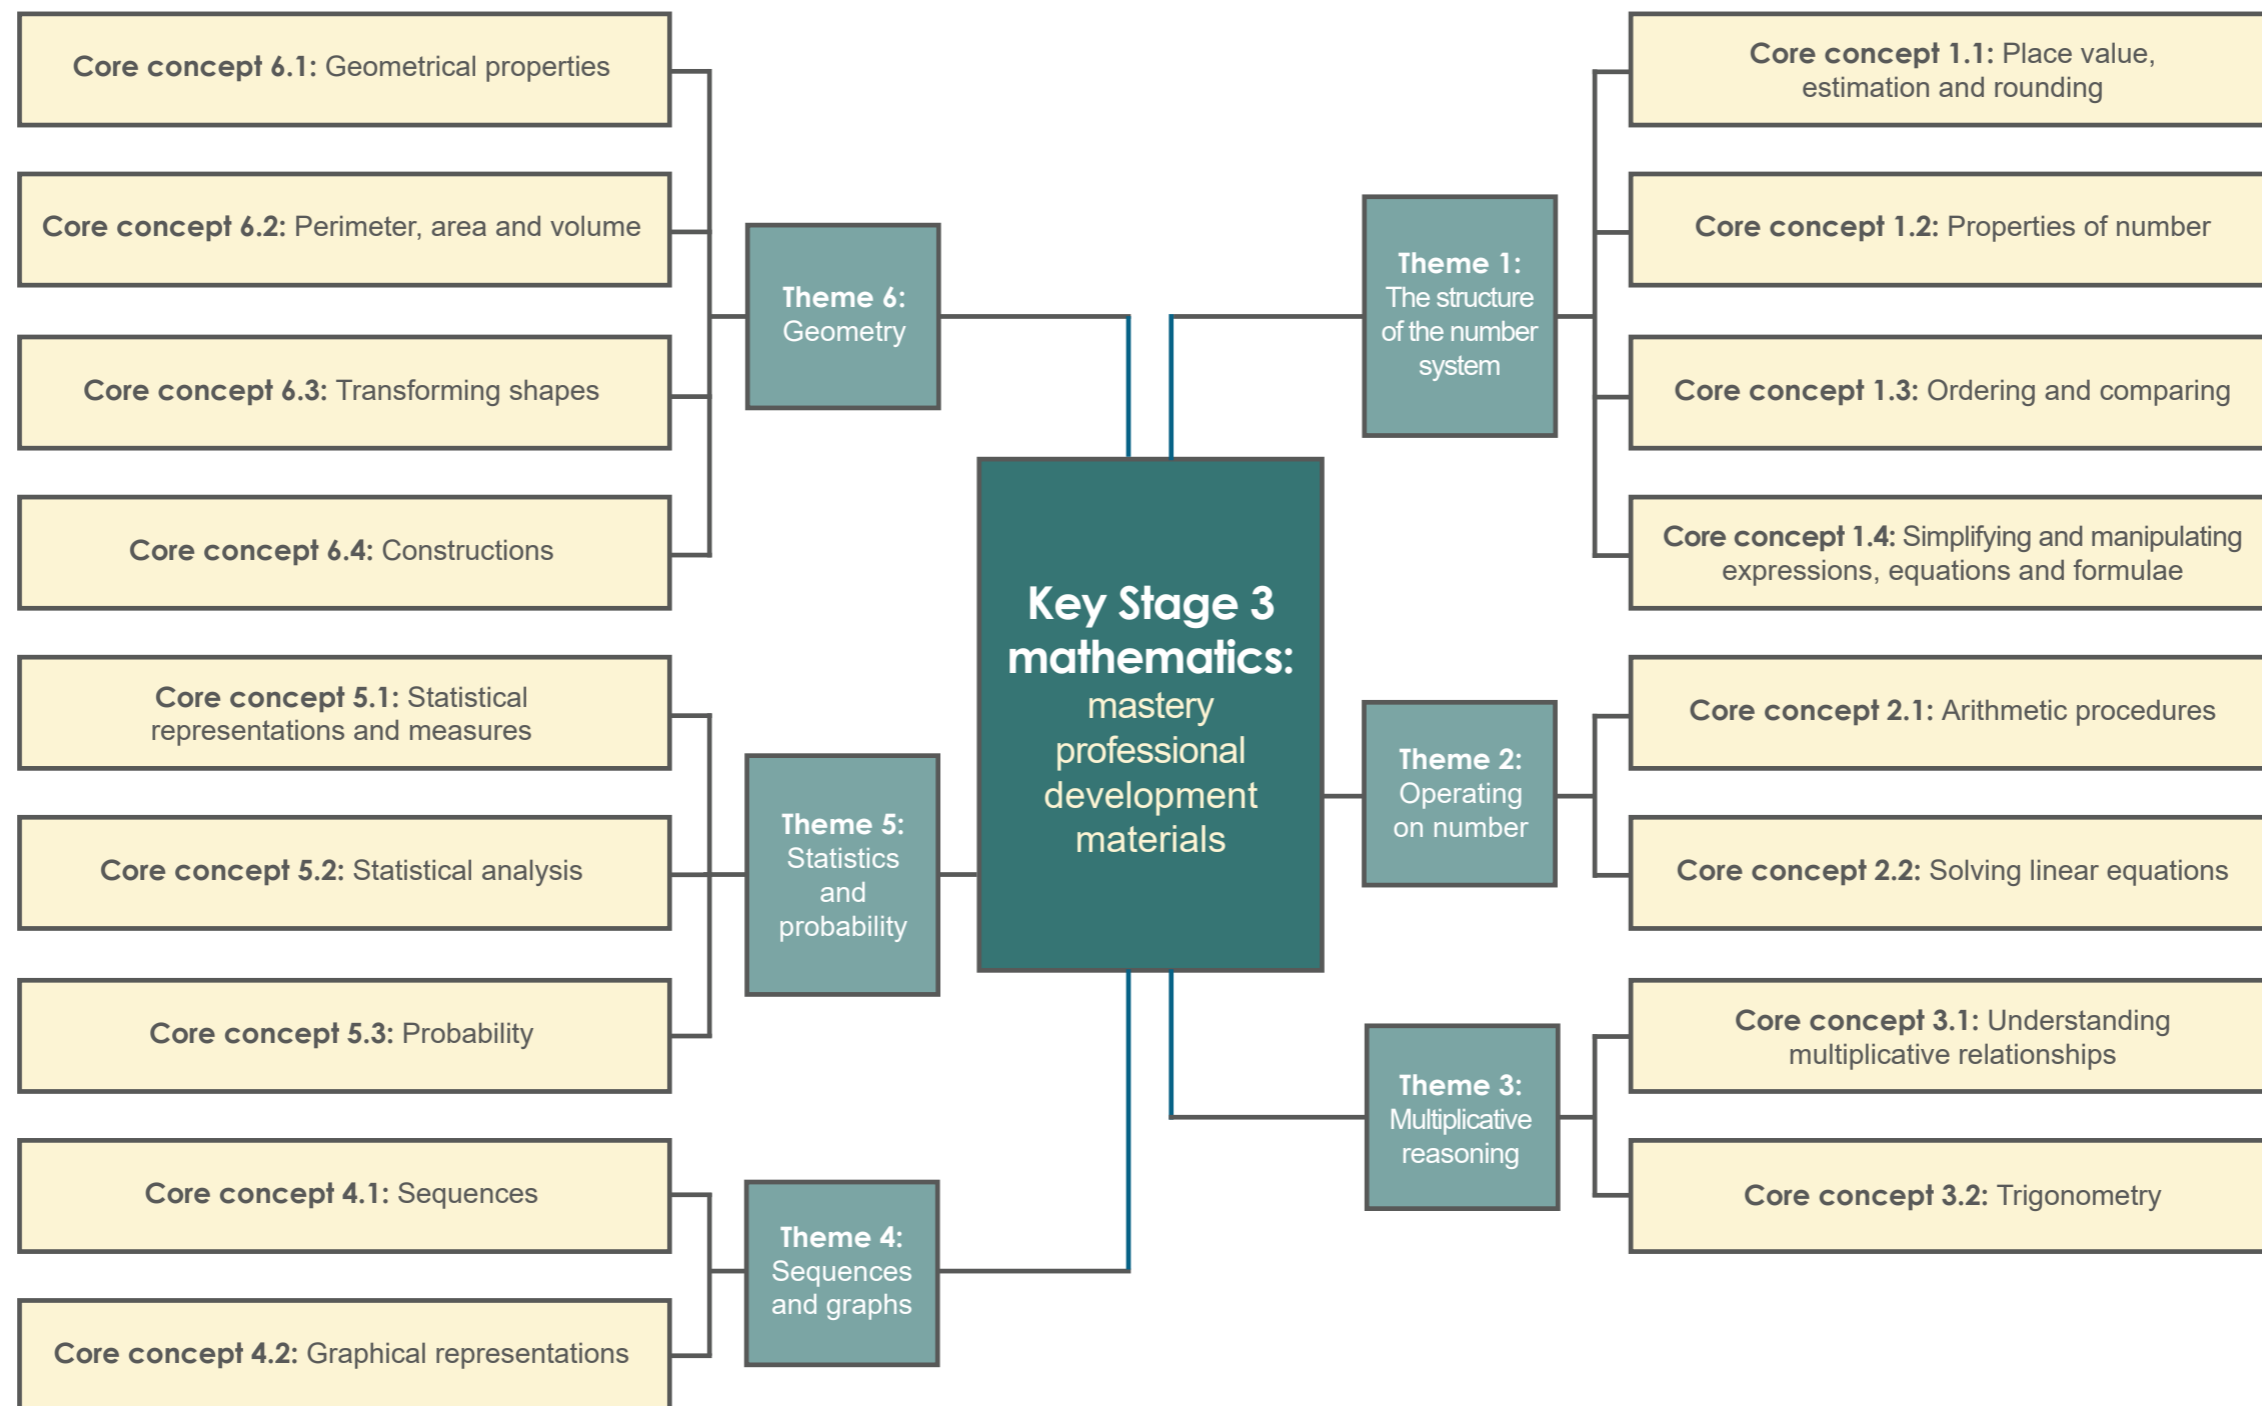 Core concept 6.1: Geometrical properties
Core concept 6.2: Perimeter, area and volume
Core concept 6.3: Transforming shapes
Core concept 6.4: Constructions
Core concept 5.1: Statistical
representations and measures
Core concept 5.2: Statistical analysis
Core concept 5.3: Probability
Core concept 4.1: Sequences
Core concept 4.2: Graphical representations
Theme 6:
Geometry
Theme 5:
Statistics
and
probability
Theme 4:
Sequences
and graphs
Key Stage 3
mathematics:
mastery
professional
development
materials
Theme 1:
The structure
of the number
system
Theme 2:
Operating
on number
Theme 3:
Multiplicative
reasoning
Core concept 1.1: Place value,
estimation and rounding
Core concept 1.2: Properties of number
Core concept 1.3: Ordering and comparing
Core concept 1.4: Simplifying and manipulating
expressions, equations and formulae
Core concept 2.1: Arithmetic procedures
Core concept 2.2: Solving linear equations
Core concept 3.1: Understanding
multiplicative relationships
Core concept 3.2: Trigonometry